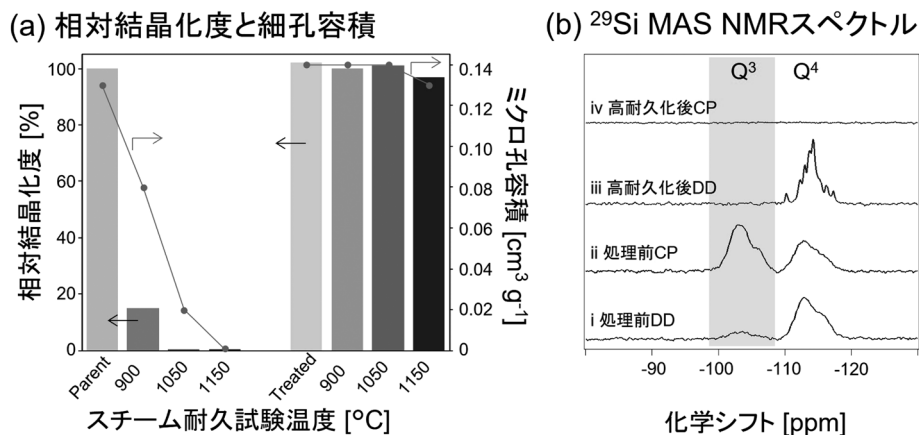 (a) 相対結晶化度と細孔容積
相対結晶化度 [%]
100
80
60
40
20
0
0.14
0.12
0.10
0.08
0.06
0.04
0.02
0
ミクロ孔容積 [cm³ g⁻¹]
Parent
900
1050
1150
Treated
900
1050
1150
スチーム耐久試験温度 [°C]
(b) ²⁹Si MAS NMRスペクトル
Q³ Q⁴
iv 高耐久化後CP
iii 高耐久化後DD
ii 処理前CP
i 処理前DD
-90 -100 -110 -120
化学シフト [ppm]